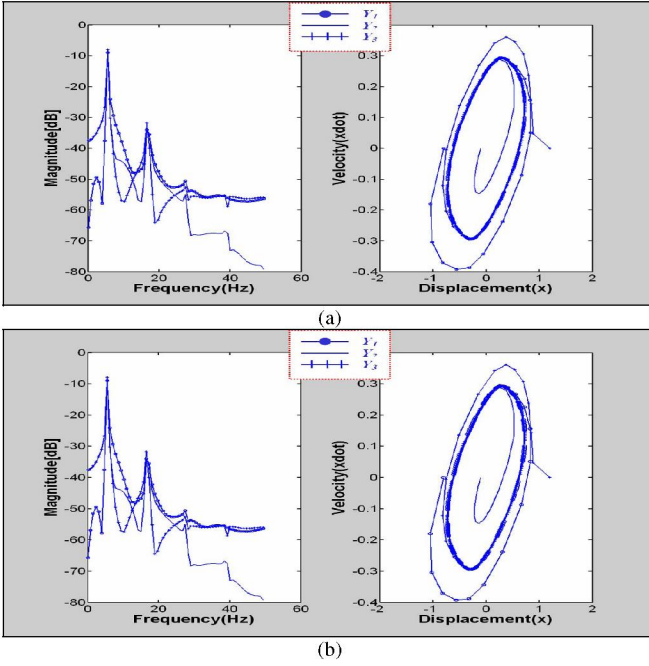 Y₁
Y₂
Y₃
0
-10
-20
-30
-40
-50
-60
-70
-80
Magnitude[dB]
0 20 40 60
Frequency(Hz)
0.3
0.2
0.1
0
-0.1
-0.2
-0.3
-0.4
Velocity(xdot)
-2 -1 0 1 2
Displacement(x)
(a)
Y₁
Y₂
Y₃
0
-10
-20
-30
-40
-50
-60
-70
-80
Magnitude[dB]
0 20 40 60
Frequency(Hz)
0.3
0.2
0.1
0
-0.1
-0.2
-0.3
-0.4
Velocity(xdot)
-2 -1 0 1 2
Displacement(x)
(b)